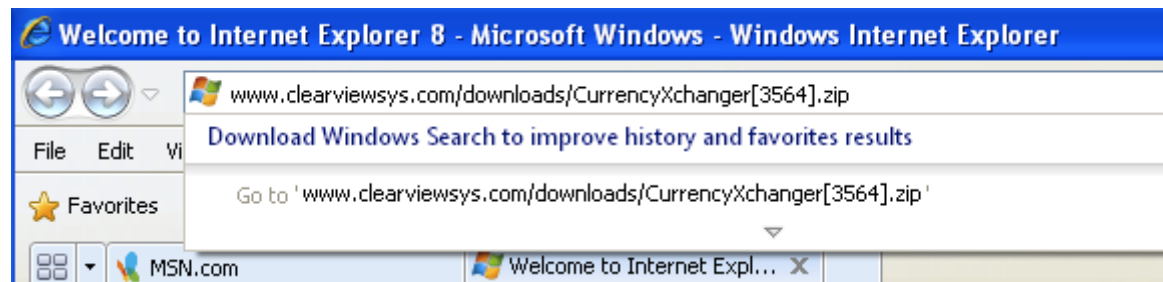 Welcome to Internet Explorer 8 - Microsoft Windows - Windows Internet Explorer
www.clearviewsys.com/downloads/CurrencyXchanger[3564].zip
Download Windows Search to improve history and favorites results
File Edit Vi
Go to 'www.clearviewsys.com/downloads/CurrencyXchanger[3564].zip'
Favorites
MSN.com Welcome to Internet Expl... X